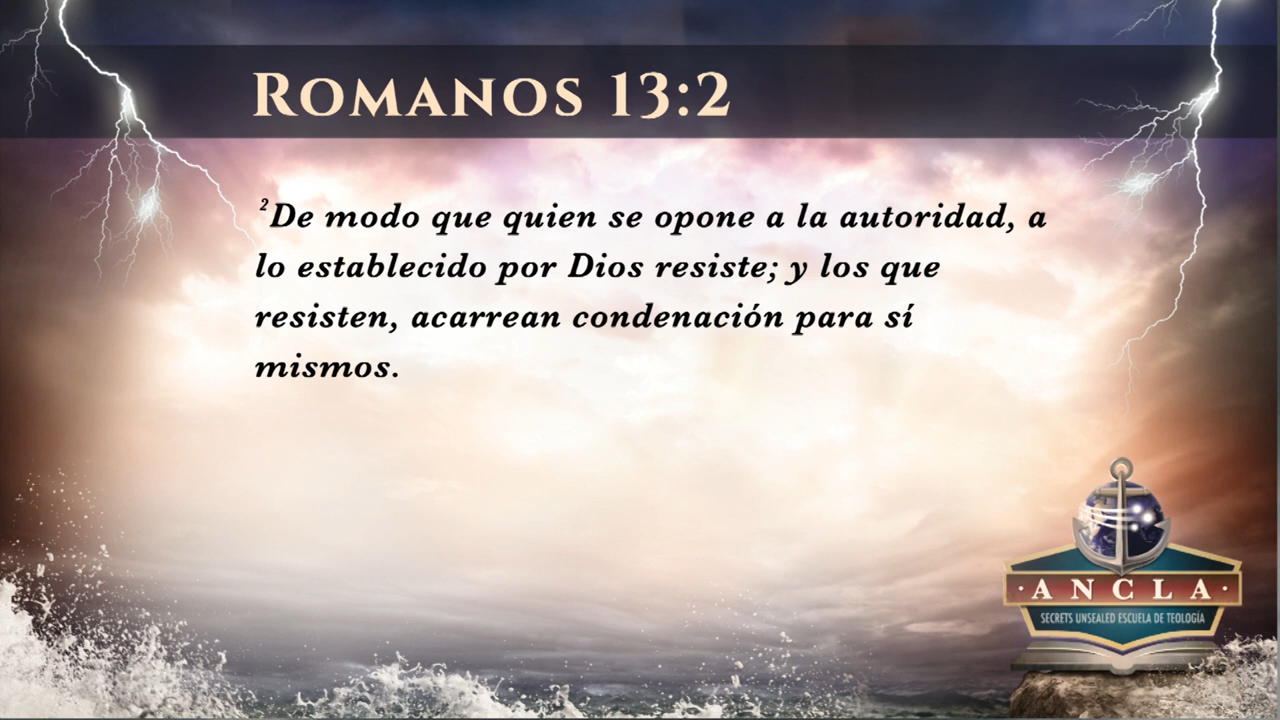 Romanos 13:2
²De modo que quien se opone a la autoridad, a
lo establecido por Dios resiste; y los que
resisten, acarrean condenación para sí
mismos.
· A N C L A ·
SECRETS UNSEALED ESCUELA DE TEOLOGÍA